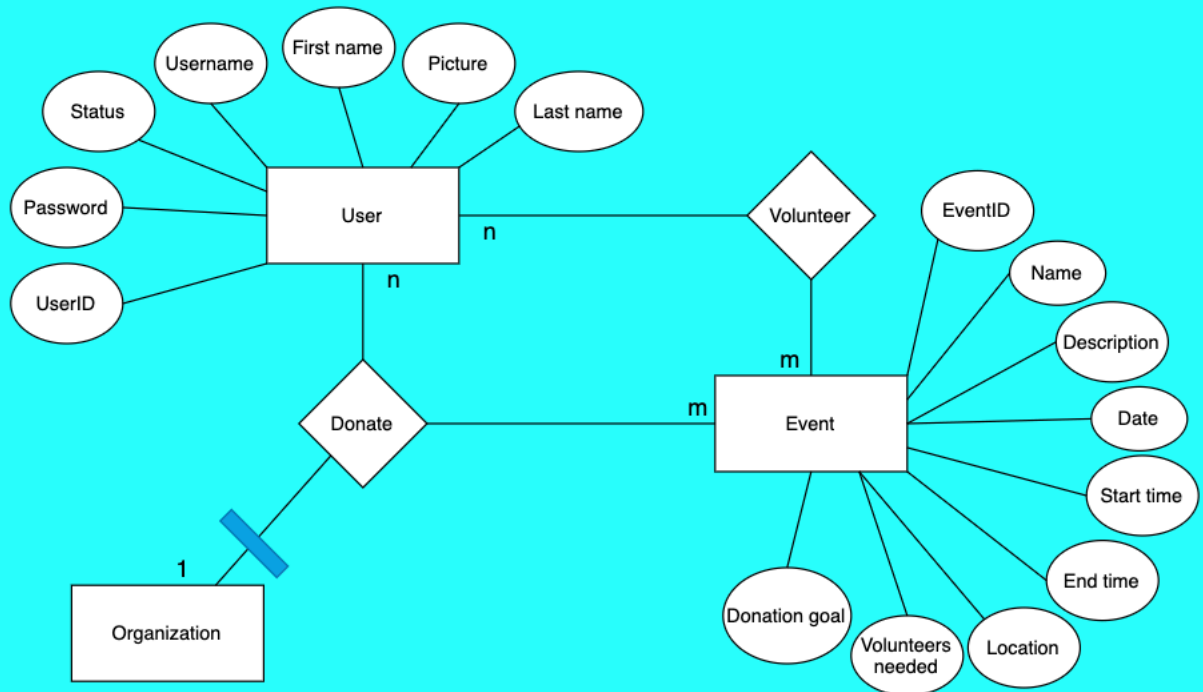 First name
Username
Picture
Status
Last name
Password
User
Volunteer
EventID
n
Name
n
UserID
Description
m
m
Date
Donate
Event
Start time
1
End time
Donation goal
Organization
Volunteers
needed
Location